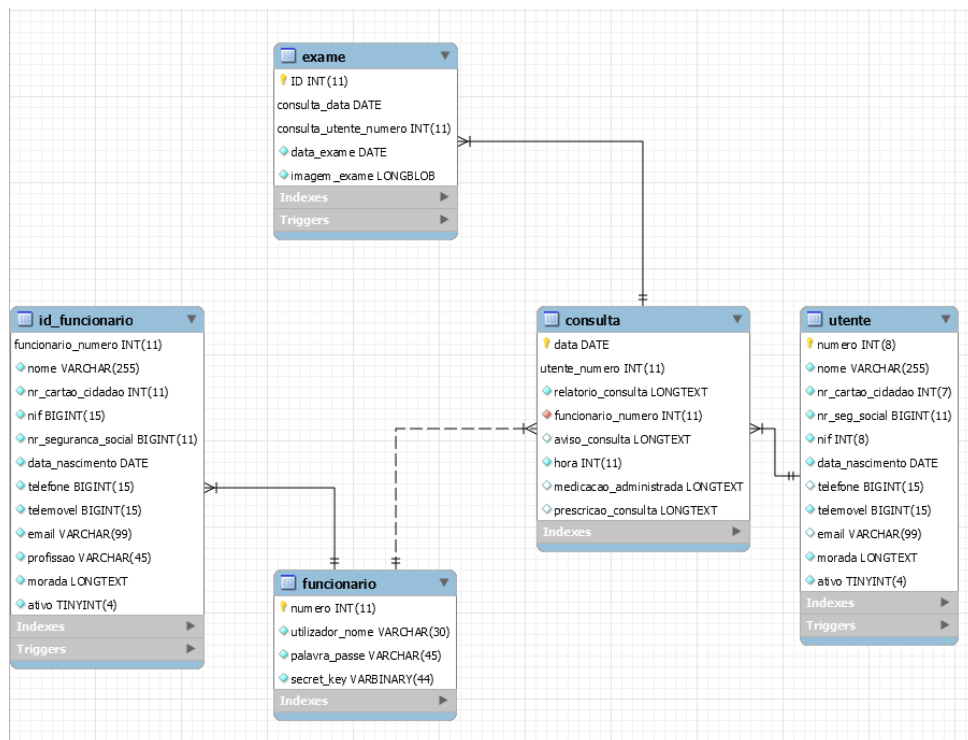 exame
ID INT(11)
consulta_data DATE
consulta_utente_numero INT(11)
data_exame DATE
imagem_exame LONGBLOB
Indexes
Triggers
id_funcionario
funcionario_numero INT(11)
nome VARCHAR(255)
nr_cartao_cidadao INT(11)
nif BIGINT(15)
nr_seguranca_social BIGINT(11)
data_nascimento DATE
telefone BIGINT(15)
telemovel BIGINT(15)
email VARCHAR(99)
profissao VARCHAR(45)
morada LONGTEXT
ativo TINYINT(4)
Indexes
Triggers
consulta
data DATE
utente_numero INT(11)
relatorio_consulta LONGTEXT
funcionario_numero INT(11)
aviso_consulta LONGTEXT
hora INT(11)
medicacao_administrada LONGTEXT
prescricao_consulta LONGTEXT
Indexes
utente
numero INT(8)
nome VARCHAR(255)
nr_cartao_cidadao INT(7)
nr_seg_social BIGINT(11)
nif INT(8)
data_nascimento DATE
telefone BIGINT(15)
telemovel BIGINT(15)
email VARCHAR(99)
morada LONGTEXT
ativo TINYINT(4)
Indexes
Triggers
funcionario
numero INT(11)
utilizador_nome VARCHAR(30)
palavra_passe VARCHAR(45)
secret_key VARBINARY(44)
Indexes